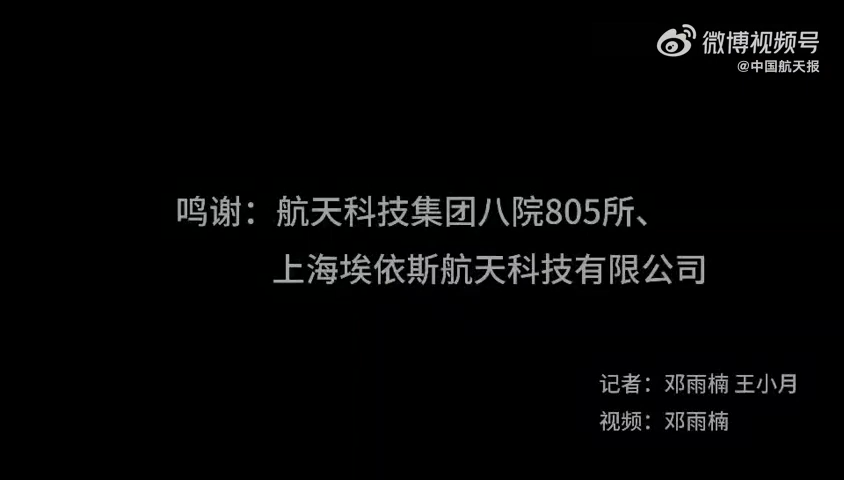 微博视频号
@中国航天报
鸣谢：航天科技集团八院805所、
上海埃依斯航天科技有限公司
记者：邓雨楠 王小月
视频：邓雨楠